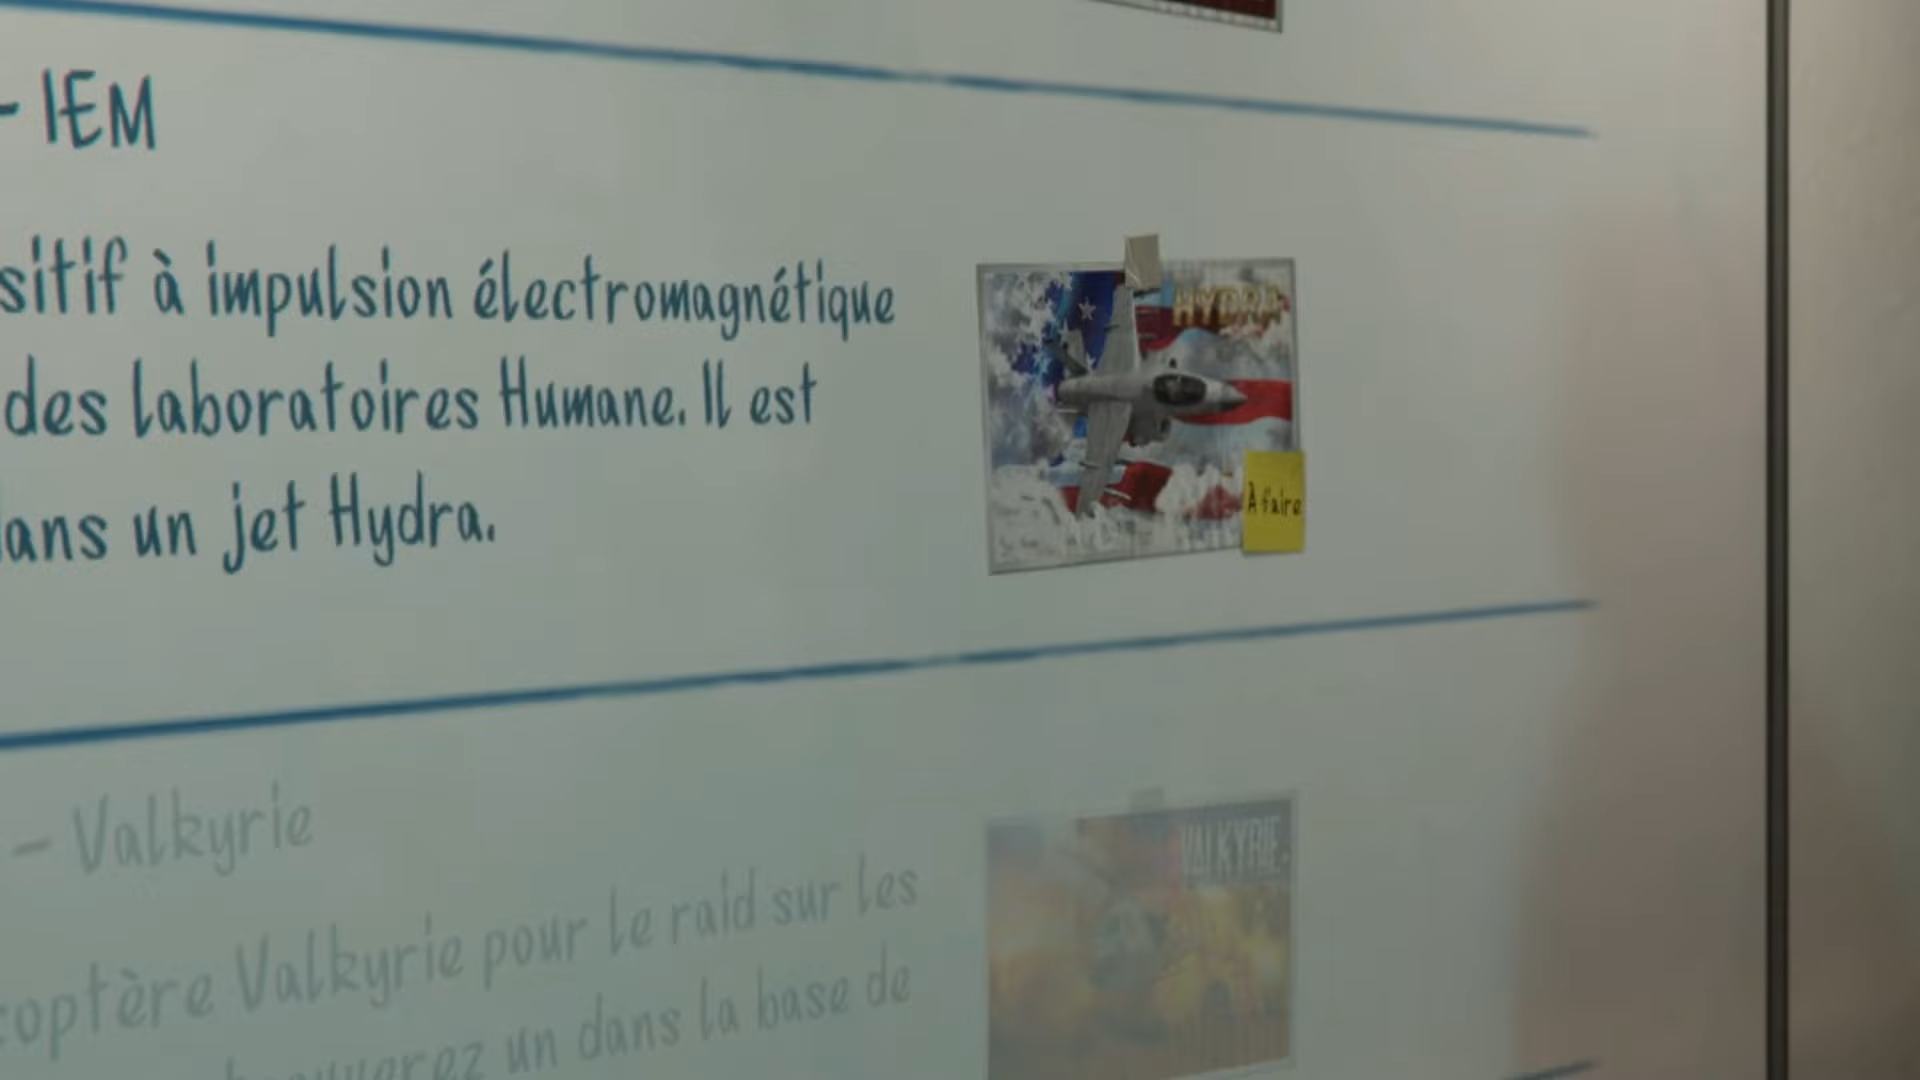 - IEM
sitif à impulsion électromagnétique
des laboratoires Humane. Il est
ans un jet Hydra.
HYDRA
À faire
- Valkyrie
coptère Valkyrie pour le raid sur les
un dans la base de
VALKYRIE